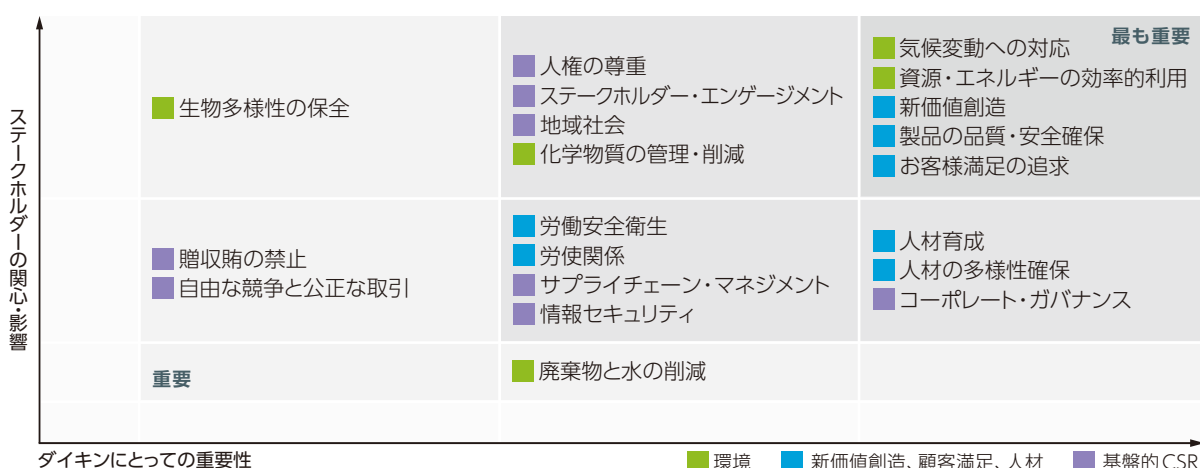 最も重要
ステークホルダーの関心・影響
生物多様性の保全
人権の尊重
ステークホルダー・エンゲージメント
地域社会
化学物質の管理・削減
気候変動への対応
資源・エネルギーの効率的利用
新価値創造
製品の品質・安全確保
お客様満足の追求
贈収賄の禁止
自由な競争と公正な取引
労働安全衛生
労使関係
サプライチェーン・マネジメント
情報セキュリティ
人材育成
人材の多様性確保
コーポレート・ガバナンス
重要
廃棄物と水の削減
ダイキンにとっての重要性
環境
新価値創造、顧客満足、人材
基盤的CSR